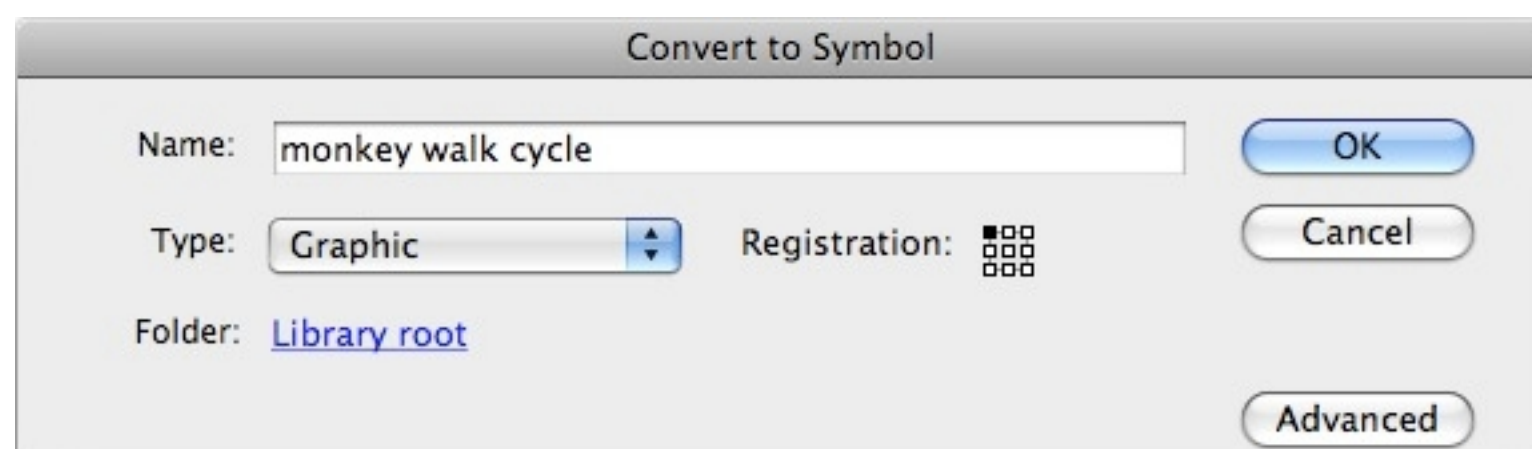 Convert to Symbol
Name: monkey walk cycle OK
Type: Graphic Registration: Cancel
Folder: Library root
Advanced